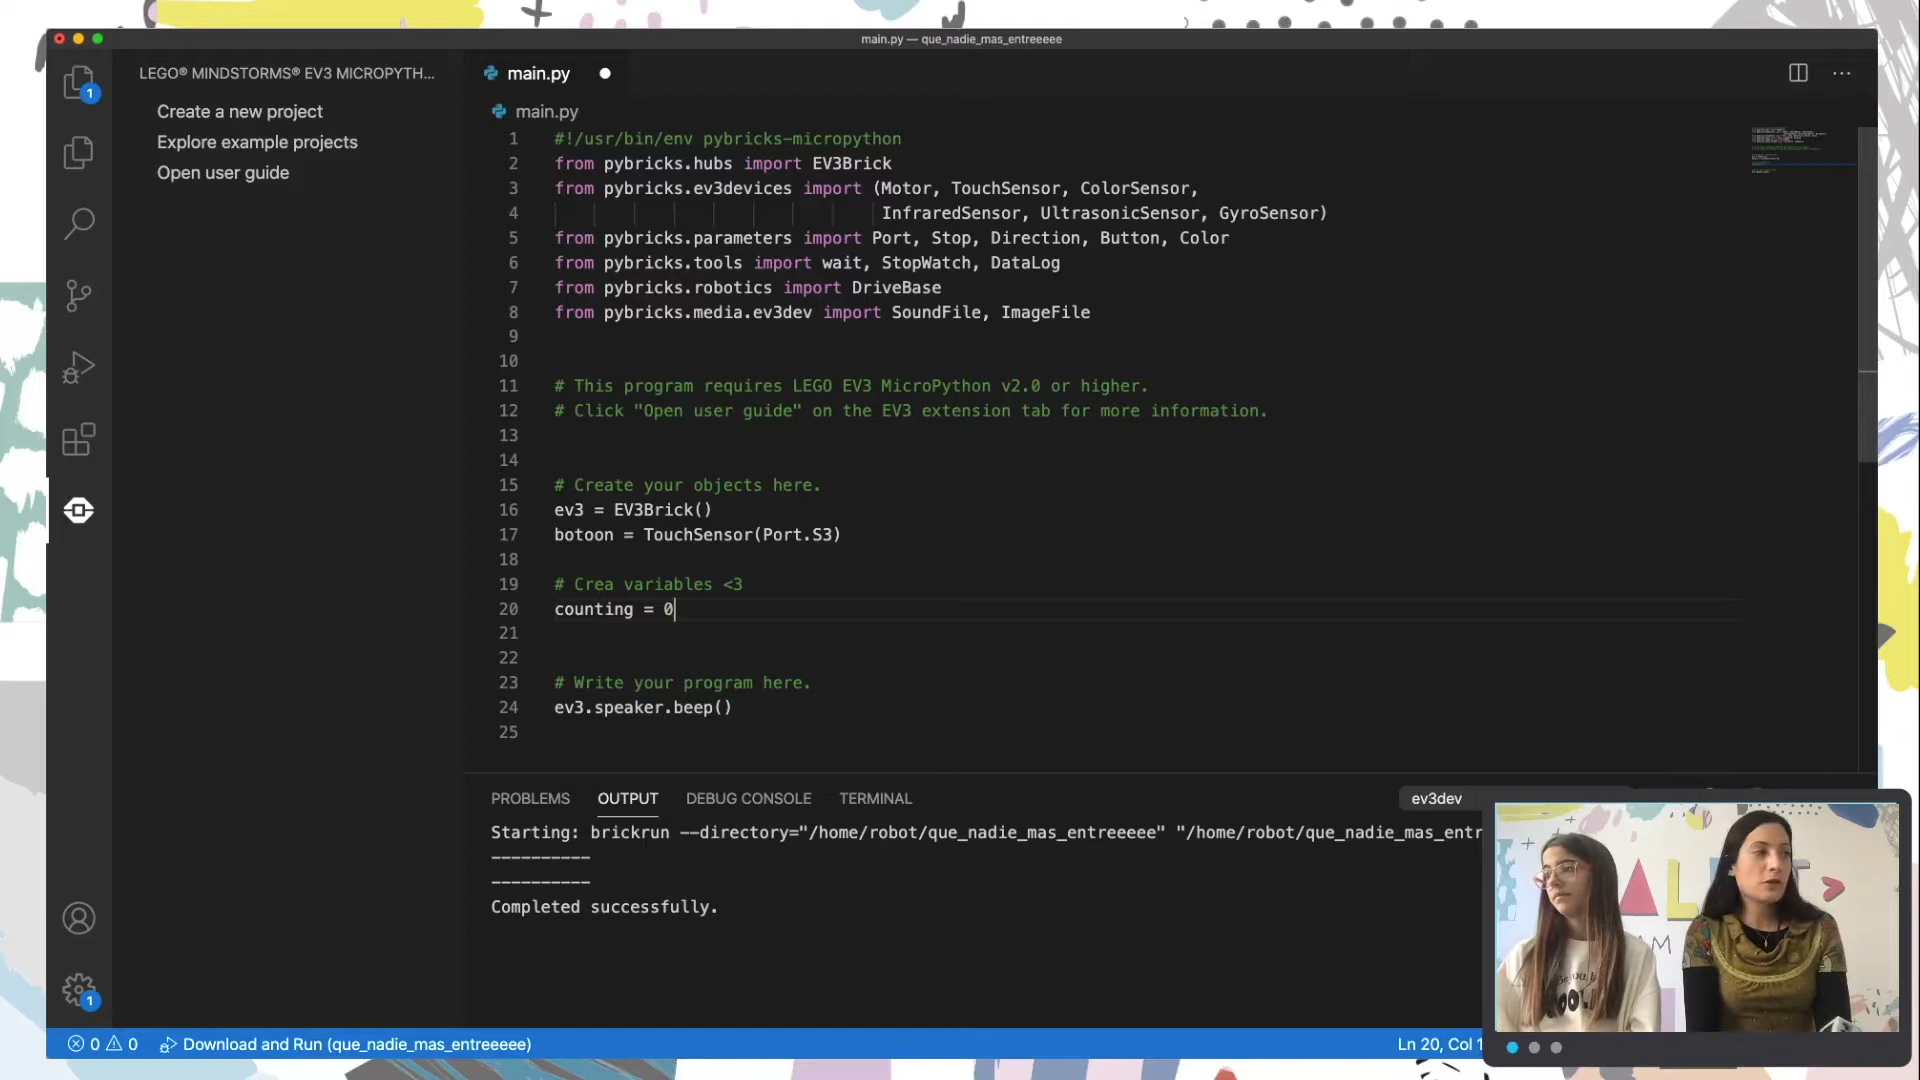 main.py — que_nadie_mas_entreeeee
LEGO® MINDSTORMS® EV3 MICROPYTH...
Create a new project
Explore example projects
Open user guide
1
main.py
main.py
1 #!/usr/bin/env pybricks-micropython
2 from pybricks.hubs import EV3Brick
3 from pybricks.ev3devices import (Motor, TouchSensor, ColorSensor,
4 InfraredSensor, UltrasonicSensor, GyroSensor)
5 from pybricks.parameters import Port, Stop, Direction, Button, Color
6 from pybricks.tools import wait, StopWatch, DataLog
7 from pybricks.robotics import DriveBase
8 from pybricks.media.ev3dev import SoundFile, ImageFile
9
10
11 # This program requires LEGO EV3 MicroPython v2.0 or higher.
12 # Click "Open user guide" on the EV3 extension tab for more information.
13
14
15 # Create your objects here.
16 ev3 = EV3Brick()
17 botoon = TouchSensor(Port.S3)
18
19 # Crea variables <3
20 counting = 0
21
22
23 # Write your program here.
24 ev3.speaker.beep()
25
PROBLEMS OUTPUT DEBUG CONSOLE TERMINAL
ev3dev
Starting: brickrun --directory="/home/robot/que_nadie_mas_entreeeee" "/home/robot/que_nadie_mas_entr
----------
----------
Completed successfully.
1
0 0 Download and Run (que_nadie_mas_entreeeee)
Ln 20, Col 1